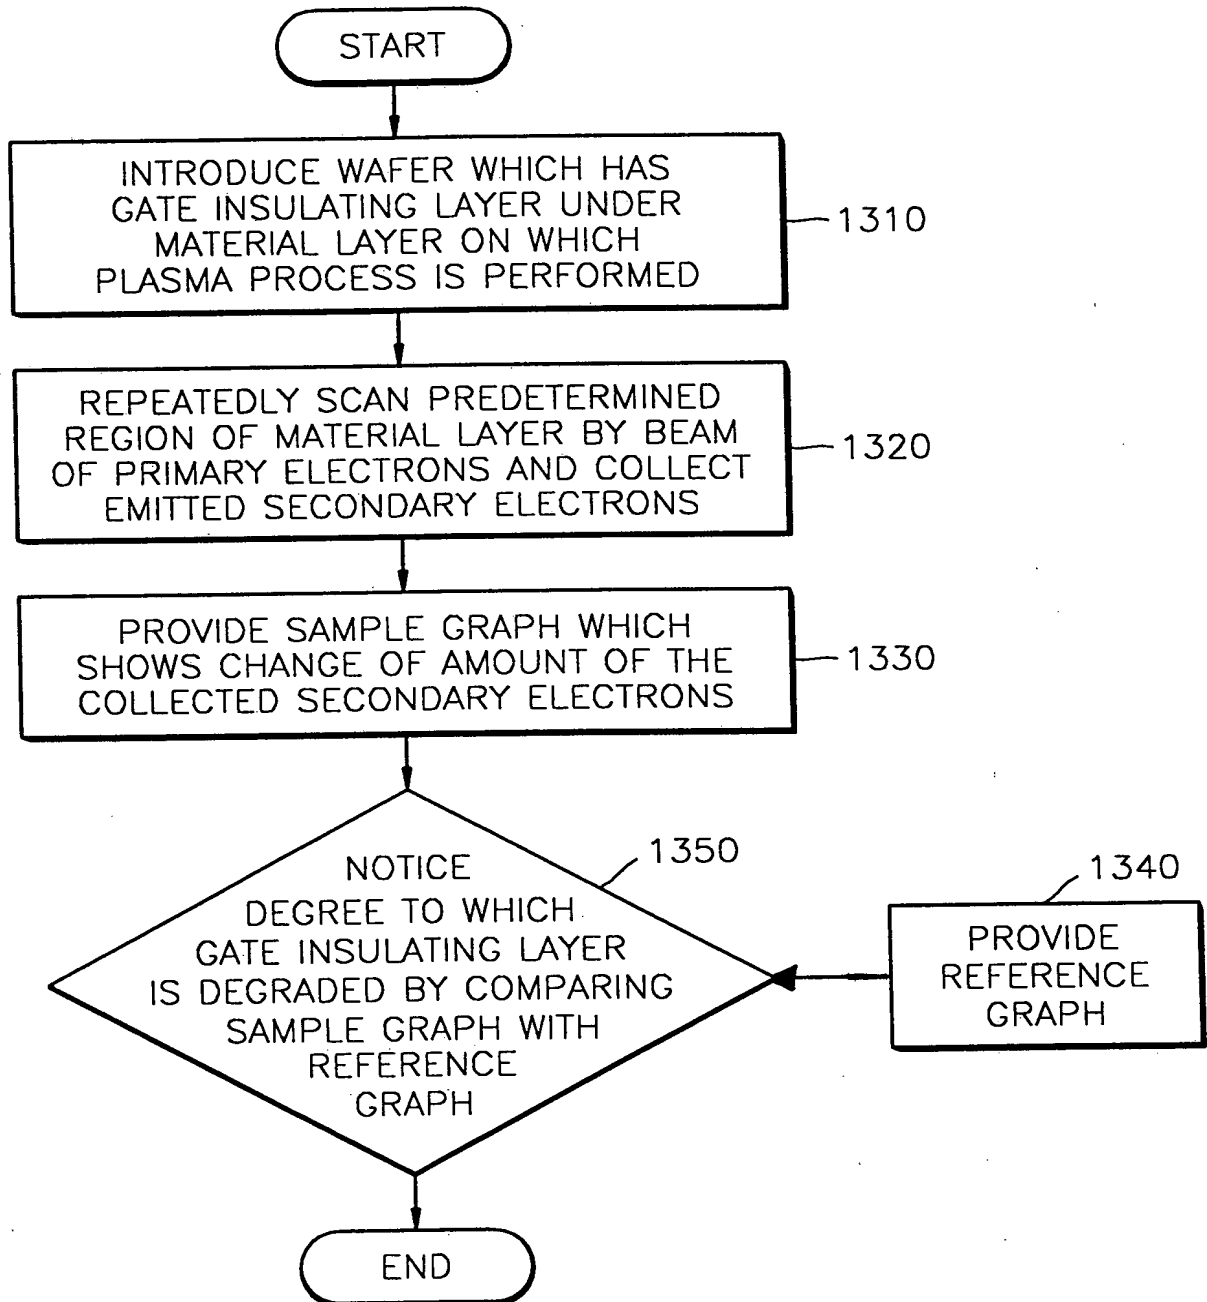 START
INTRODUCE WAFER WHICH HAS
GATE INSULATING LAYER UNDER
MATERIAL LAYER ON WHICH
PLASMA PROCESS IS PERFORMED
1310
REPEATEDLY SCAN PREDETERMINED
REGION OF MATERIAL LAYER BY BEAM
OF PRIMARY ELECTRONS AND COLLECT
EMITTED SECONDARY ELECTRONS
1320
PROVIDE SAMPLE GRAPH WHICH
SHOWS CHANGE OF AMOUNT OF THE
COLLECTED SECONDARY ELECTRONS
1330
NOTICE
DEGREE TO WHICH
GATE INSULATING LAYER
IS DEGRADED BY COMPARING
SAMPLE GRAPH WITH
REFERENCE
GRAPH
1350
1340
PROVIDE
REFERENCE
GRAPH
END